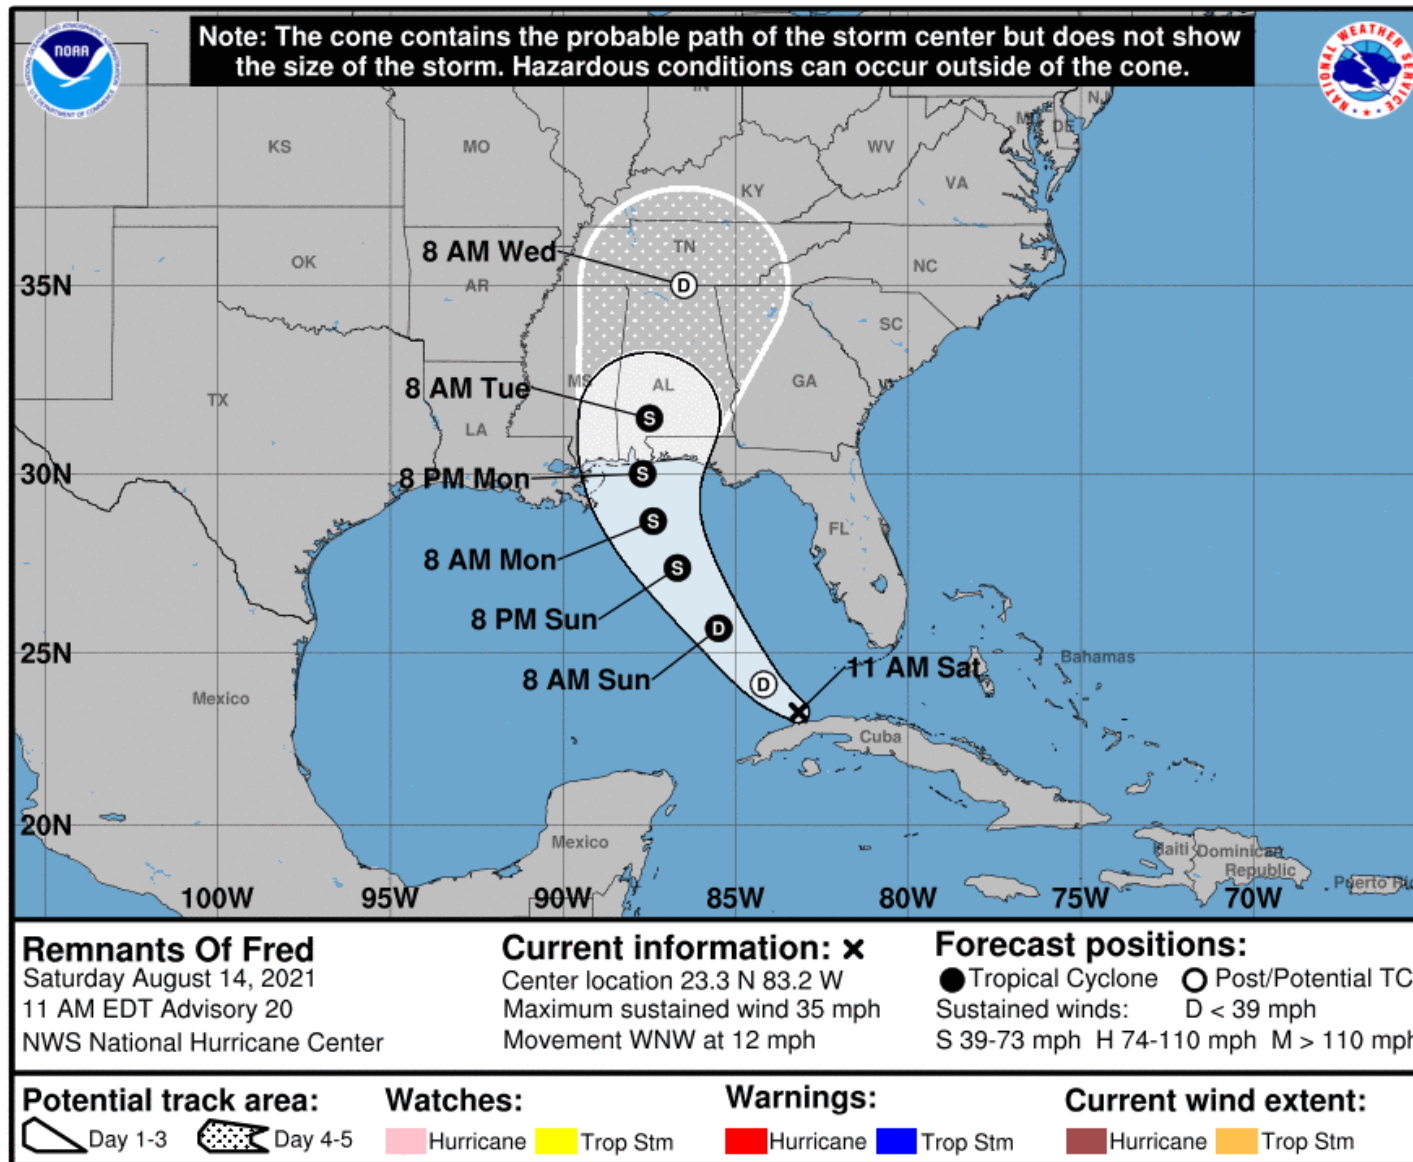 Note: The cone contains the probable path of the storm center but does not show
the size of the storm. Hazardous conditions can occur outside of the cone.
NOAA
NATIONAL WEATHER SERVICE
IN
NJ
DE
KS
MO
WV
KY
VA
8 AM Wed
TN
OK
AR
NC
35N
SC
8 AM Tue
MS
AL
GA
TX
LA
30N
8 PM Mon
FL
8 AM Mon
8 PM Sun
25N
Bahamas
11 AM Sat
8 AM Sun
Mexico
Cuba
20N
Mexico
Haiti
Dominican
Republic
100W
95W
90W
85W
80W
75W
70W
D
S
S
S
S
D
D
Remnants Of Fred
Saturday August 14, 2021
11 AM EDT Advisory 20
NWS National Hurricane Center
Current information: ×
Center location 23.3 N 83.2 W
Maximum sustained wind 35 mph
Movement WNW at 12 mph
Forecast positions:
Tropical Cyclone Post/Potential TC
Sustained winds: D < 39 mph
S 39-73 mph H 74-110 mph M > 110 mph
Potential track area:
Day 1-3 Day 4-5
Watches:
Hurricane Trop Stm
Warnings:
Hurricane Trop Stm
Current wind extent:
Hurricane Trop Stm